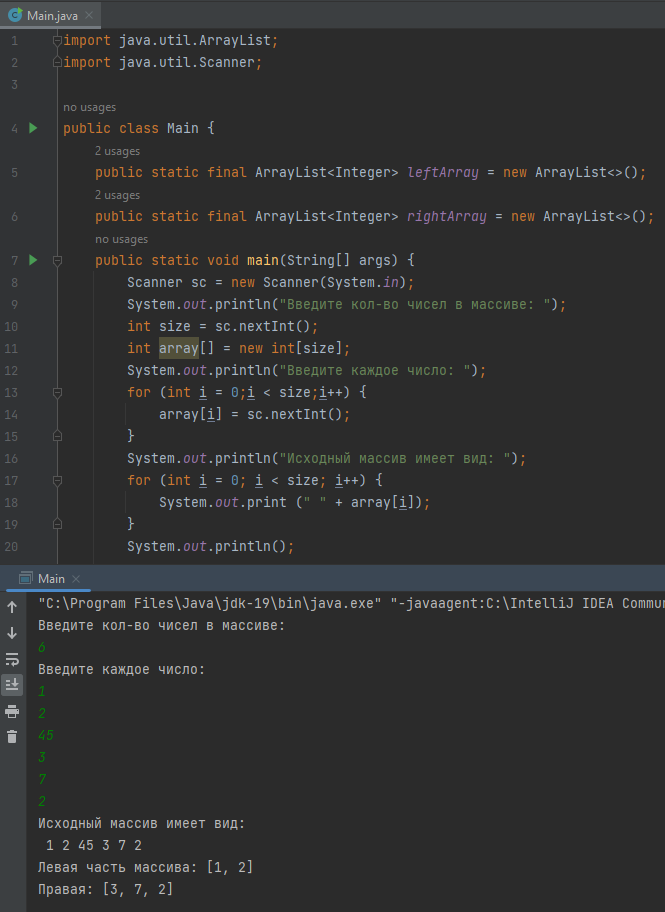 Main.java
1 import java.util.ArrayList;
2 import java.util.Scanner;
3
no usages
4 public class Main {
2 usages
5 public static final ArrayList<Integer> leftArray = new ArrayList<>();
2 usages
6 public static final ArrayList<Integer> rightArray = new ArrayList<>();
no usages
7 public static void main(String[] args) {
8 Scanner sc = new Scanner(System.in);
9 System.out.println("Введите кол-во чисел в массиве: ");
10 int size = sc.nextInt();
11 int array[] = new int[size];
12 System.out.println("Введите каждое число: ");
13 for (int i = 0;i < size;i++) {
14 array[i] = sc.nextInt();
15 }
16 System.out.println("Исходный массив имеет вид: ");
17 for (int i = 0; i < size; i++) {
18 System.out.print (" " + array[i]);
19 }
20 System.out.println();
Main
"C:\Program Files\Java\jdk-19\bin\java.exe" "-javaagent:C:\IntelliJ IDEA Commu
Введите кол-во чисел в массиве:
6
Введите каждое число:
1
2
45
3
7
2
Исходный массив имеет вид:
1 2 45 3 7 2
Левая часть массива: [1, 2]
Правая: [3, 7, 2]